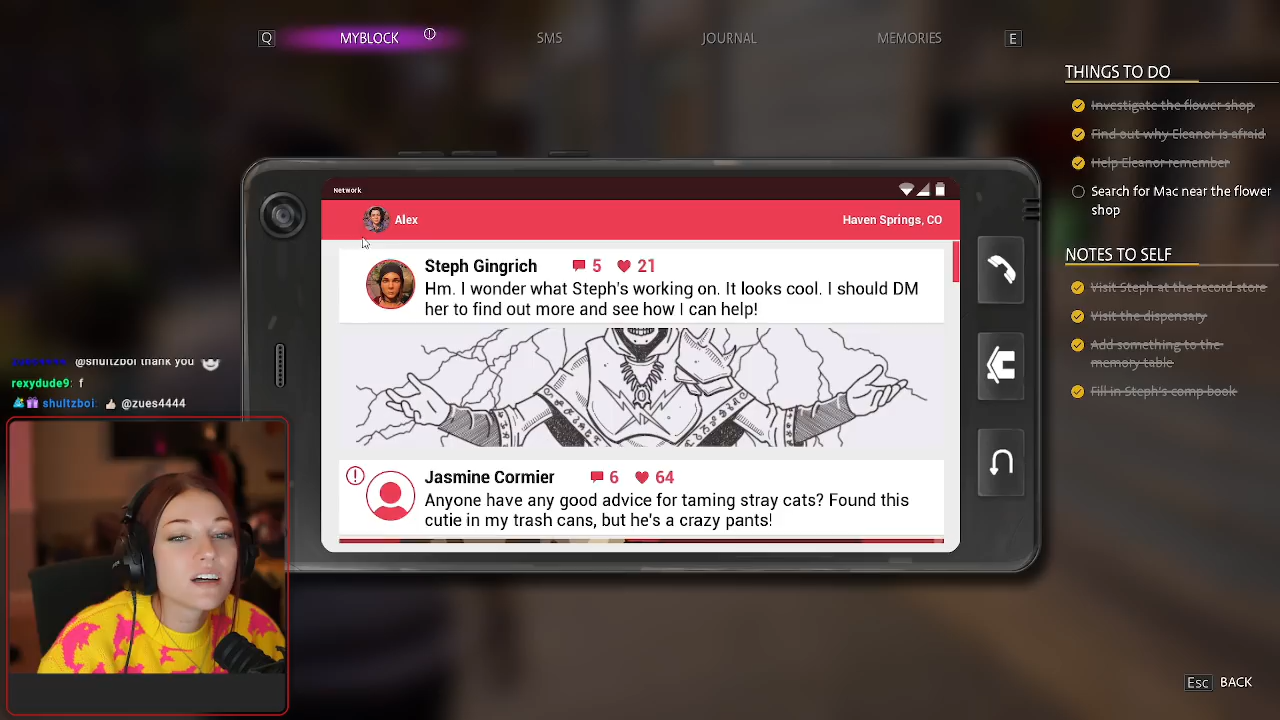 Q
MYBLOCK
SMS
JOURNAL
MEMORIES
E
THINGS TO DO
Investigate the flower shop
Find out why Eleanor is afraid
Help Eleanor remember
Search for Mac near the flower
shop
NOTES TO SELF
Visit Steph at the record store
Visit the dispensary
Add something to the
memory table
Fill in Steph's comp book
Network
Alex
Haven Springs, CO
Steph Gingrich 5 21
Hm. I wonder what Steph's working on. It looks cool. I should DM
her to find out more and see how I can help!
Jasmine Cormier 6 64
Anyone have any good advice for taming stray cats? Found this
cutie in my trash cans, but he's a crazy pants!
@shultzboi thank you
rexydude9: f
shultzboi: @zues4444
Esc BACK